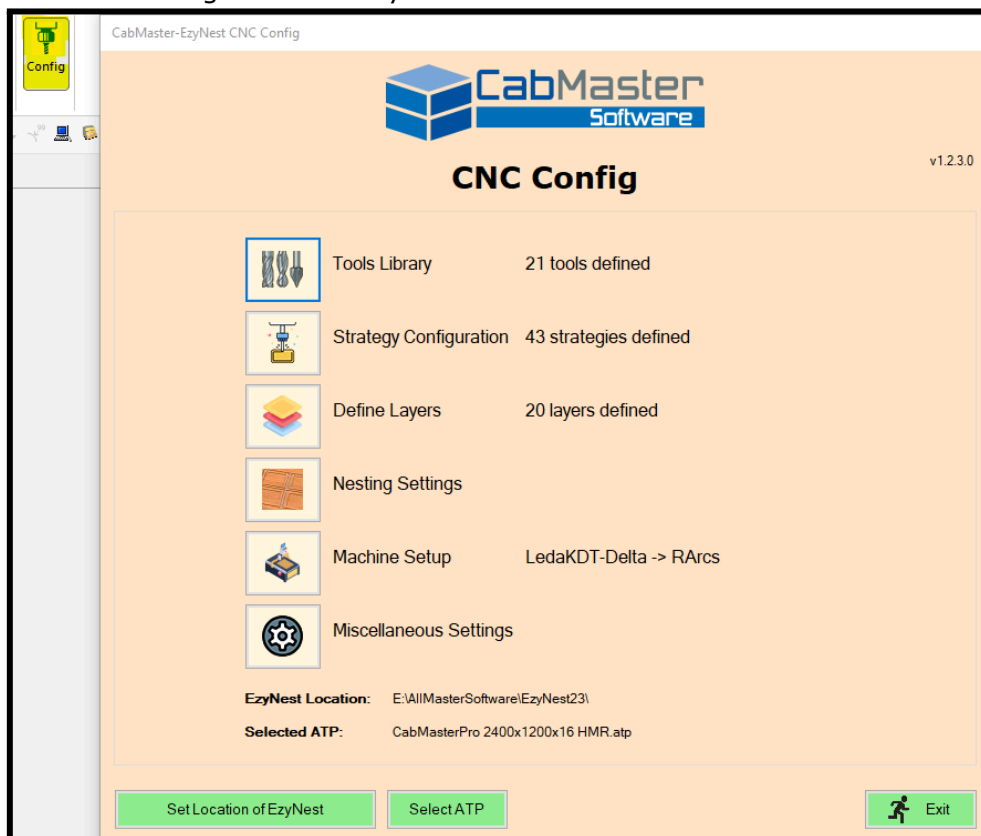 Config
CabMaster-EzyNest CNC Config
CabMaster
Software
CNC Config
v1.2.3.0
Tools Library 21 tools defined
Strategy Configuration 43 strategies defined
Define Layers 20 layers defined
Nesting Settings
Machine Setup LedaKDT-Delta -> RArcs
Miscellaneous Settings
EzyNest Location: E:\AllMasterSoftware\EzyNest23\
Selected ATP: CabMasterPro 2400x1200x16 HMR.atp
Set Location of EzyNest Select ATP Exit